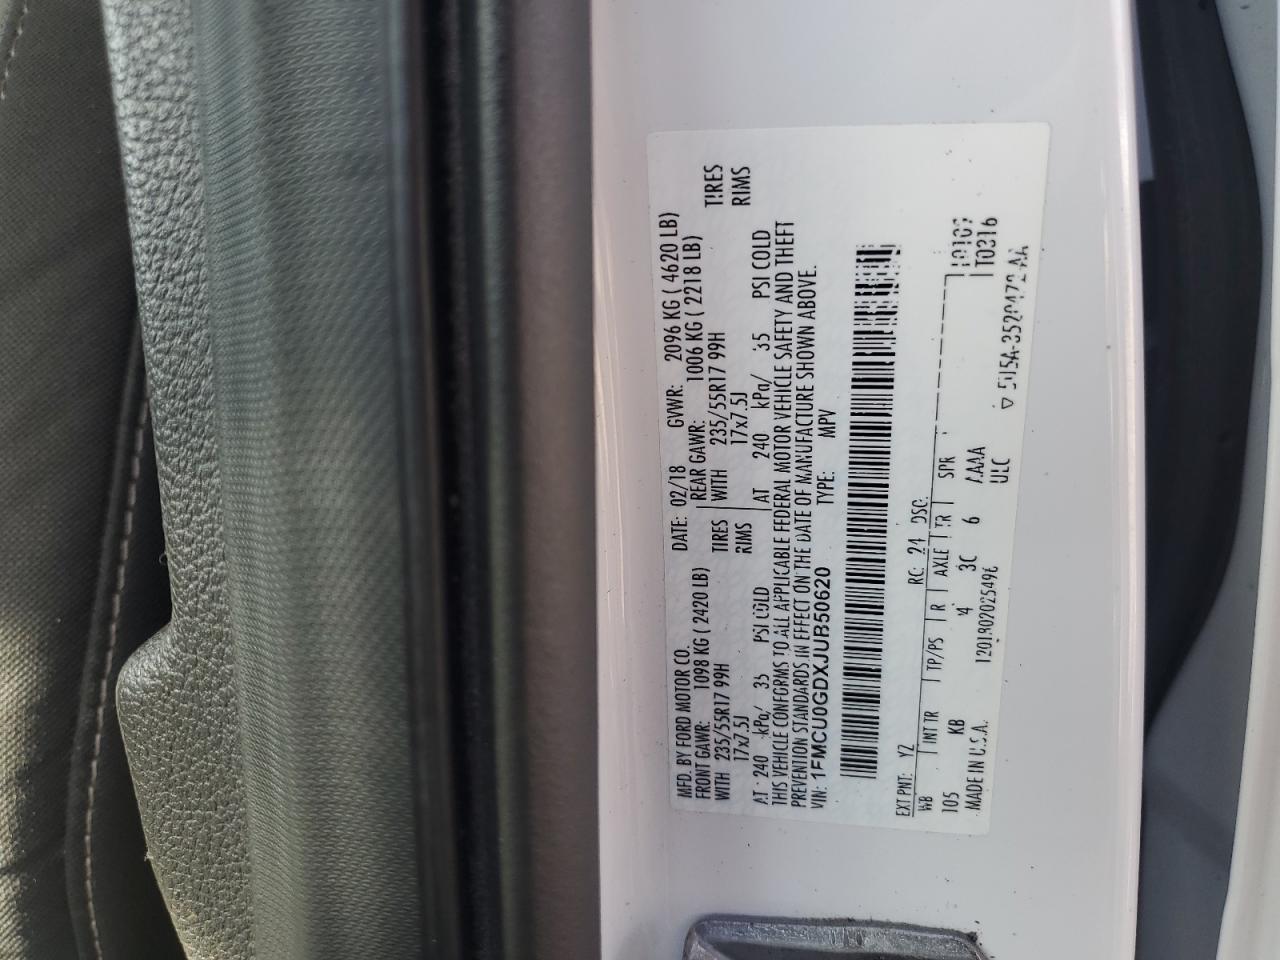 MFD. BY FORD MOTOR CO.
DATE: 02/18 GVWR: 2096 KG ( 4620 LB)
FRONT GAWR: 1098 KG ( 2420 LB) REAR GAWR: 1006 KG ( 2218 LB)
WITH 235/55R17 99H TIRES WITH 235/55R17 99H TIRES
17x7.5J RIMS 17x7.5J RIMS
AT 240 kPa/ 35 PSI COLD AT 240 kPa/ 35 PSI COLD
THIS VEHICLE CONFORMS TO ALL APPLICABLE FEDERAL MOTOR VEHICLE SAFETY AND THEFT
PREVENTION STANDARDS IN EFFECT ON THE DATE OF MANUFACTURE SHOWN ABOVE.
VIN: 1FMCU0GDXJUB50620 TYPE: MPV
EXT PNT: YZ RC: 24 DSO:
WB INT TR TP/PS R AXLE TR SPR
105 KB 4 3C 6 AAAA T0316
MADE IN U.S.A. ULC